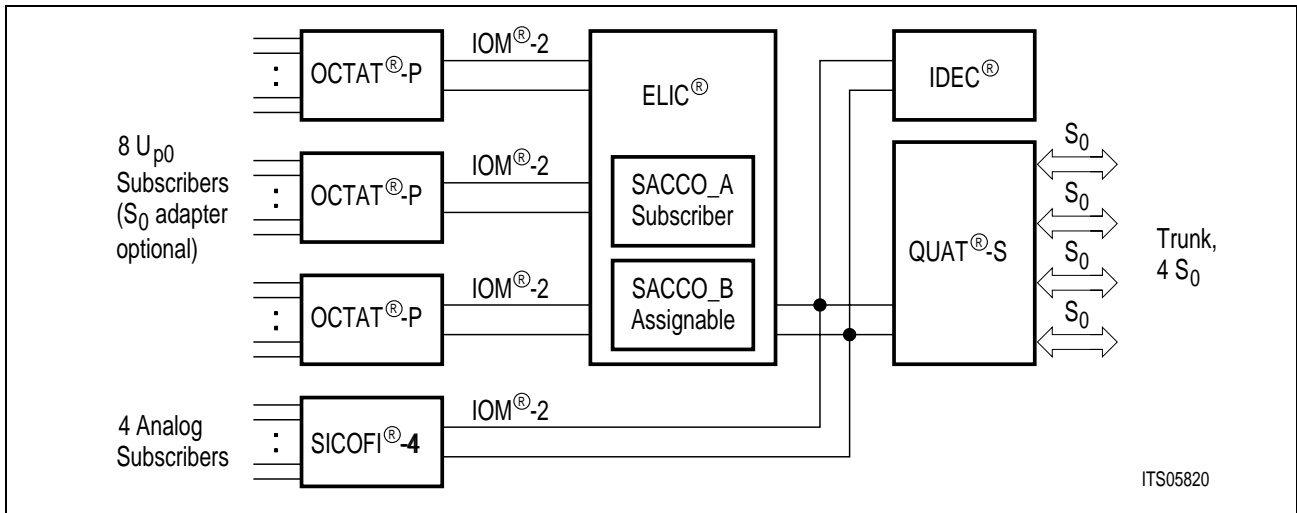 OCTAT®-P
IOM®-2
ELIC®
IDEC®
8 Up0
Subscribers
(S0 adapter
optional)
OCTAT®-P
IOM®-2
SACCO_A
Subscriber
QUAT®-S
S0
S0
S0
S0
Trunk,
4 S0
OCTAT®-P
IOM®-2
SACCO_B
Assignable
4 Analog
Subscribers
SICOFI®-4
IOM®-2
ITS05820